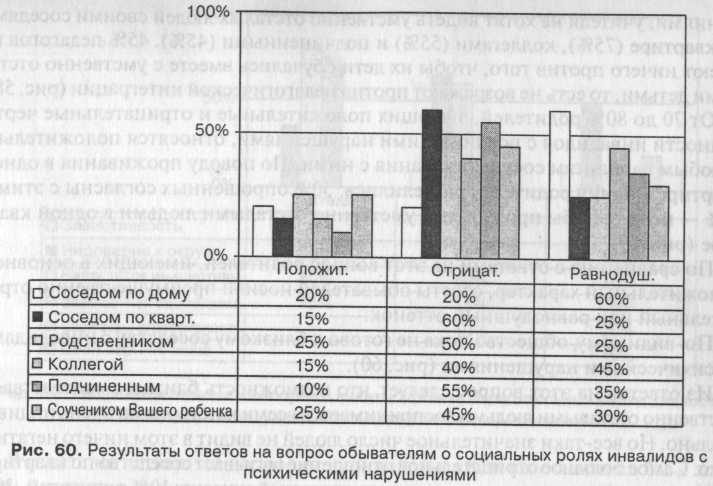 100%
50%
0%
Положит. Отрицат. Равнодуш.
Соседом по дому 20% 20% 60%
Соседом по кварт. 15% 60% 25%
Родственником 25% 50% 25%
Коллегой 15% 40% 45%
Подчиненным 10% 55% 35%
Соучеником Вашего ребенка 25% 45% 30%
Рис. 60. Результаты ответов на вопрос обывателям о социальных ролях инвалидов с
психическими нарушениями